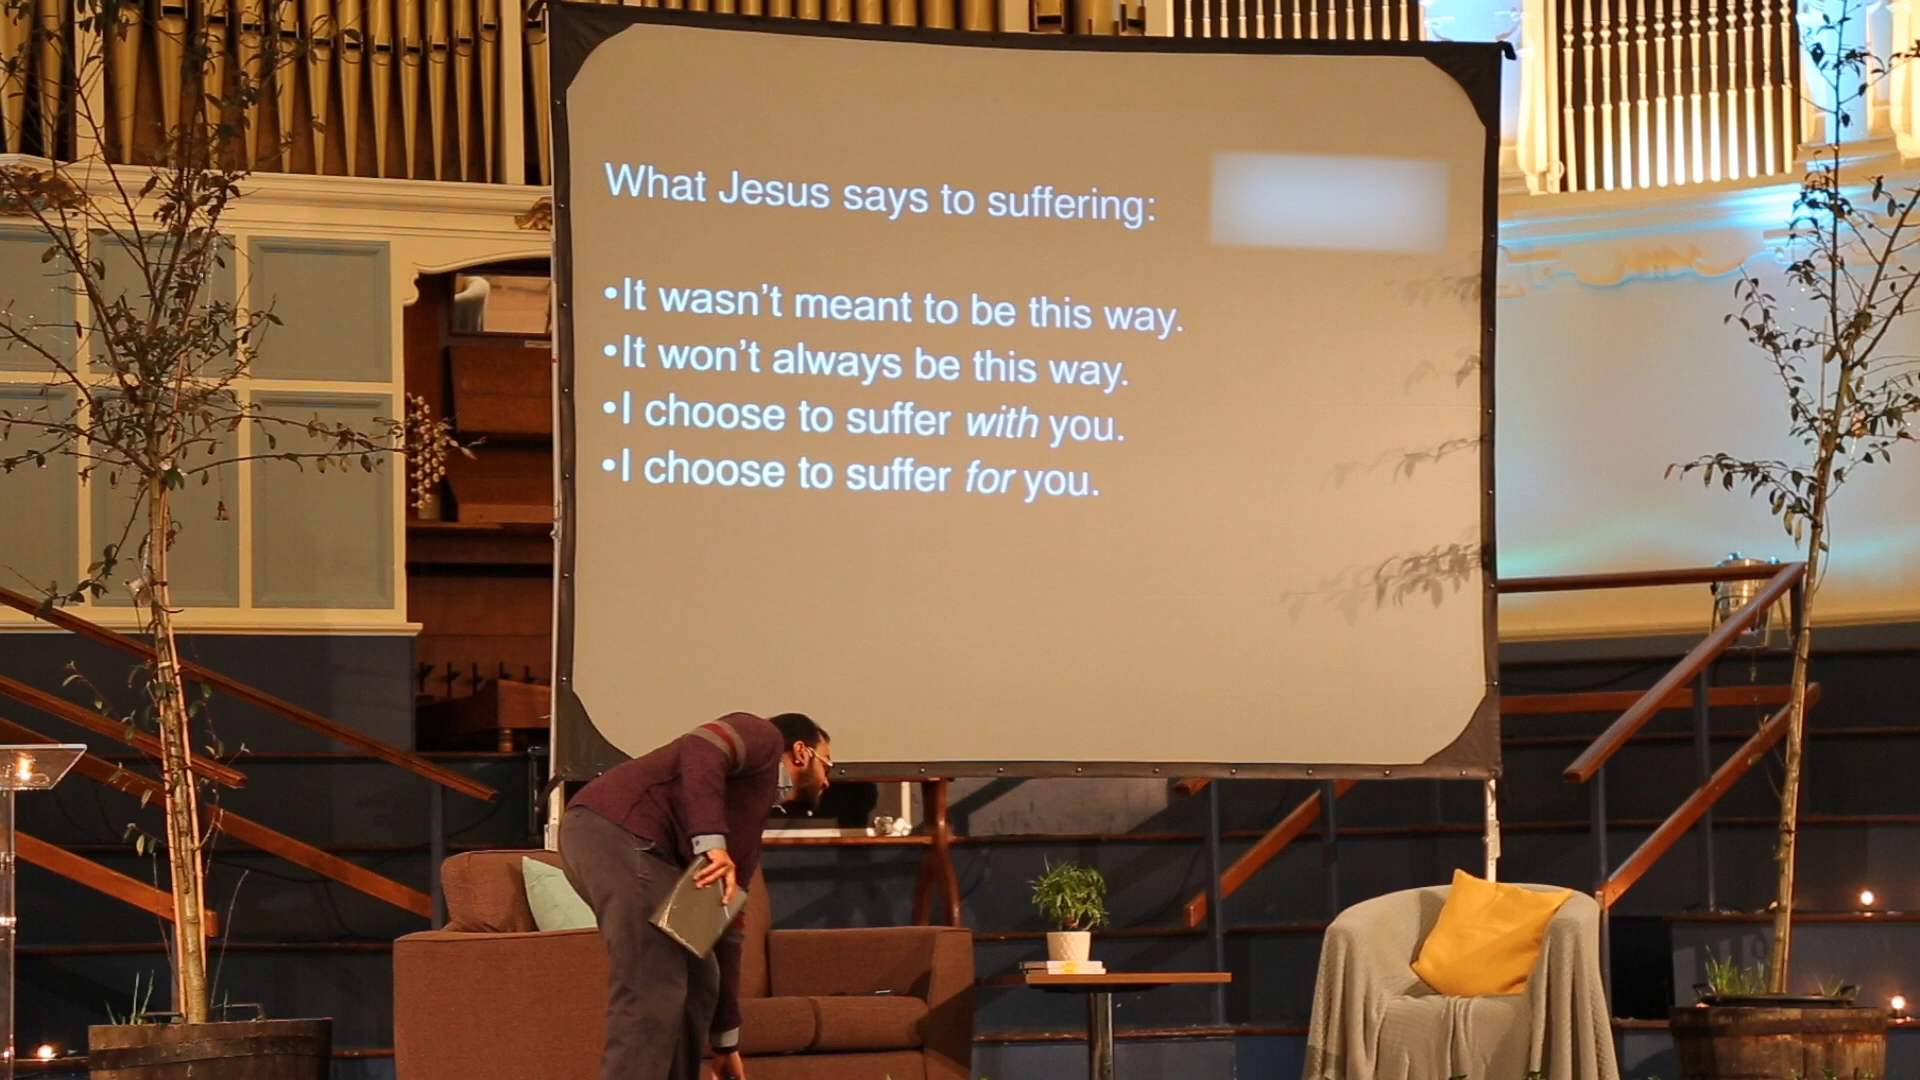 What Jesus says to suffering:
•It wasn’t meant to be this way.
•It won’t always be this way.
•I choose to suffer with you.
•I choose to suffer for you.